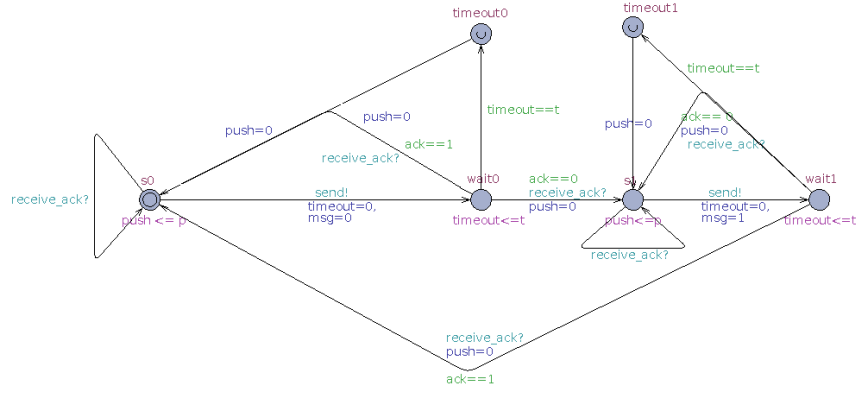 timeout0
timeout1
timeout==t
timeout==t
push=0
push=0
push=0
ack== 0
push=0
ack==1
receive_ack?
receive_ack?
s0
wait0
ack==0
wait1
receive_ack?
send!
receive_ack?
send!
push <= p
timeout=0,
msg=0
timeout<=t
push=0
push<=p
timeout=0,
msg=1
timeout<=t
receive_ack?
receive_ack?
push=0
ack==1